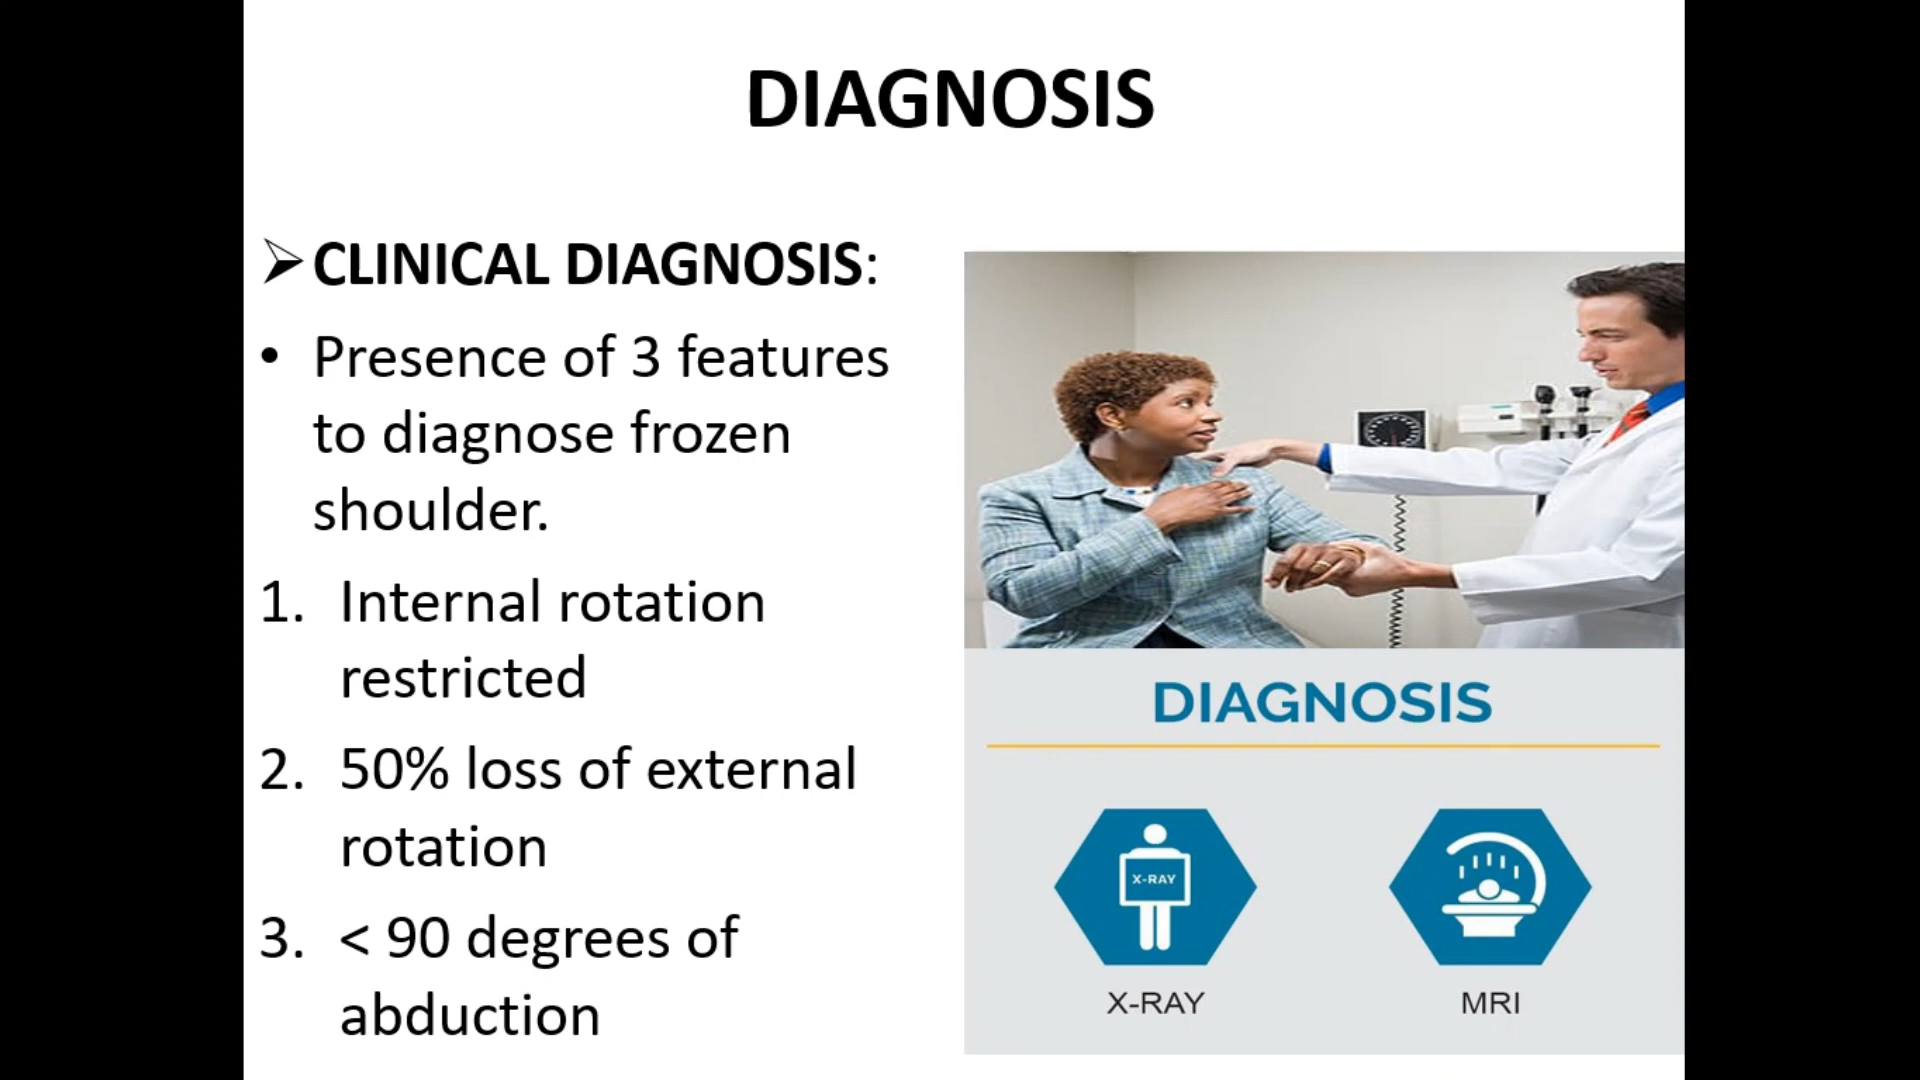 DIAGNOSIS
➢ CLINICAL DIAGNOSIS:
• Presence of 3 features
to diagnose frozen
shoulder.
1. Internal rotation
restricted
2. 50% loss of external
rotation
3. < 90 degrees of
abduction
DIAGNOSIS
X-RAY
X-RAY
MRI